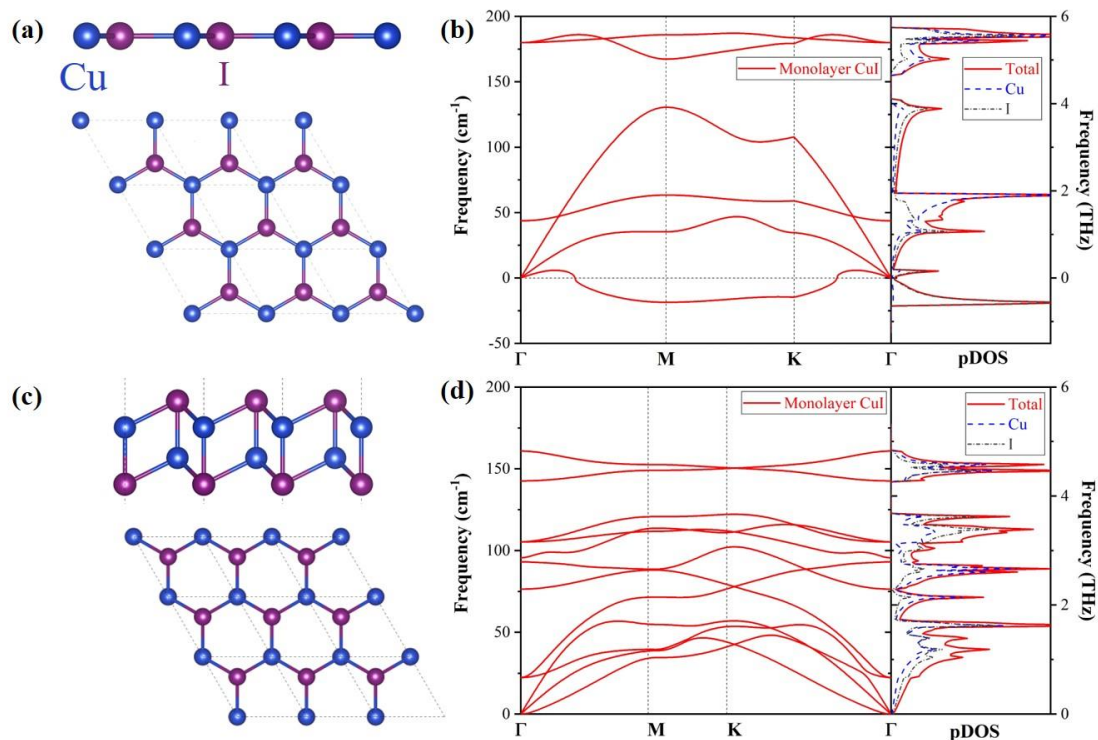 (a)
Cu
I
(b)
Frequency (cm⁻¹)
200
150
100
50
0
-50
Γ
M
K
Γ
Monolayer CuI
Total
Cu
I
pDOS
Frequency (THz)
6
4
2
0
(c)
(d)
Frequency (cm⁻¹)
200
150
100
50
0
Γ
M
K
Γ
Monolayer CuI
Total
Cu
I
pDOS
Frequency (THz)
6
4
2
0